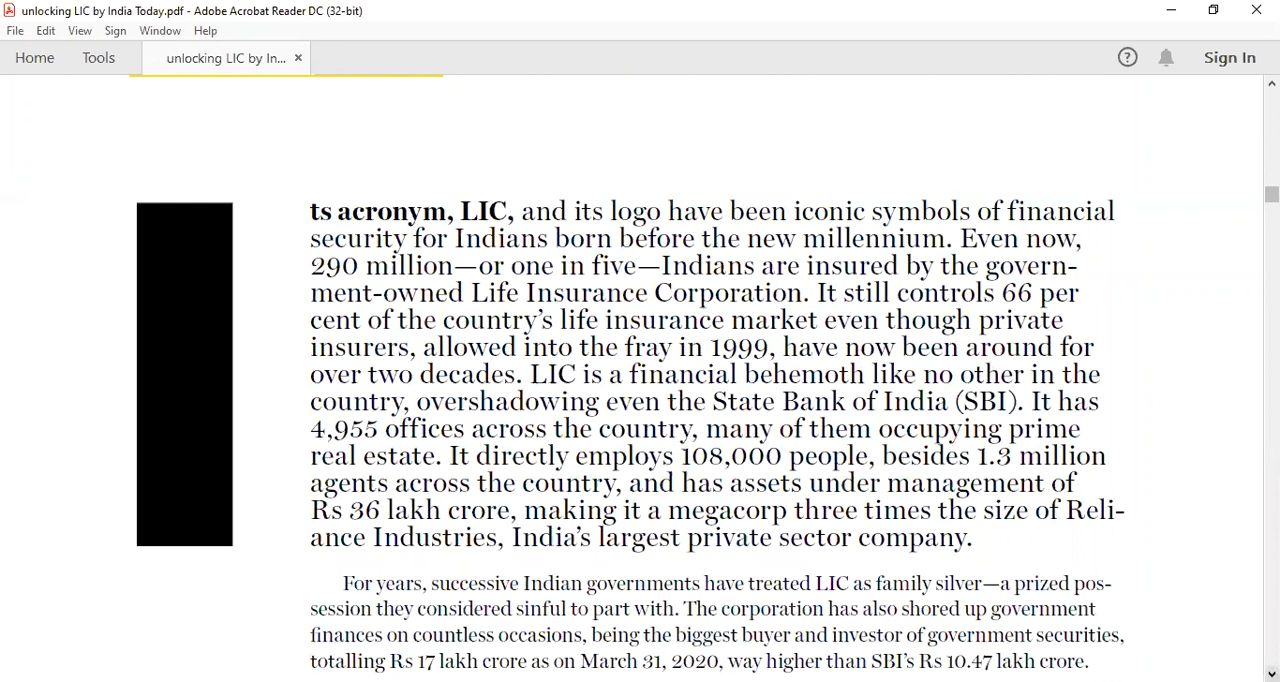 unlocking LIC by India Today.pdf - Adobe Acrobat Reader DC (32-bit)
File Edit View Sign Window Help
Home Tools unlocking LIC by In... × ? Sign In
ts acronym, LIC, and its logo have been iconic symbols of financial
security for Indians born before the new millennium. Even now,
290 million—or one in five—Indians are insured by the govern-
ment-owned Life Insurance Corporation. It still controls 66 per
cent of the country's life insurance market even though private
insurers, allowed into the fray in 1999, have now been around for
over two decades. LIC is a financial behemoth like no other in the
country, overshadowing even the State Bank of India (SBI). It has
4,955 offices across the country, many of them occupying prime
real estate. It directly employs 108,000 people, besides 1.3 million
agents across the country, and has assets under management of
Rs 36 lakh crore, making it a megacorp three times the size of Reli-
ance Industries, India's largest private sector company.
For years, successive Indian governments have treated LIC as family silver—a prized pos-
session they considered sinful to part with. The corporation has also shored up government
finances on countless occasions, being the biggest buyer and investor of government securities,
totalling Rs 17 lakh crore as on March 31, 2020, way higher than SBI's Rs 10.47 lakh crore.